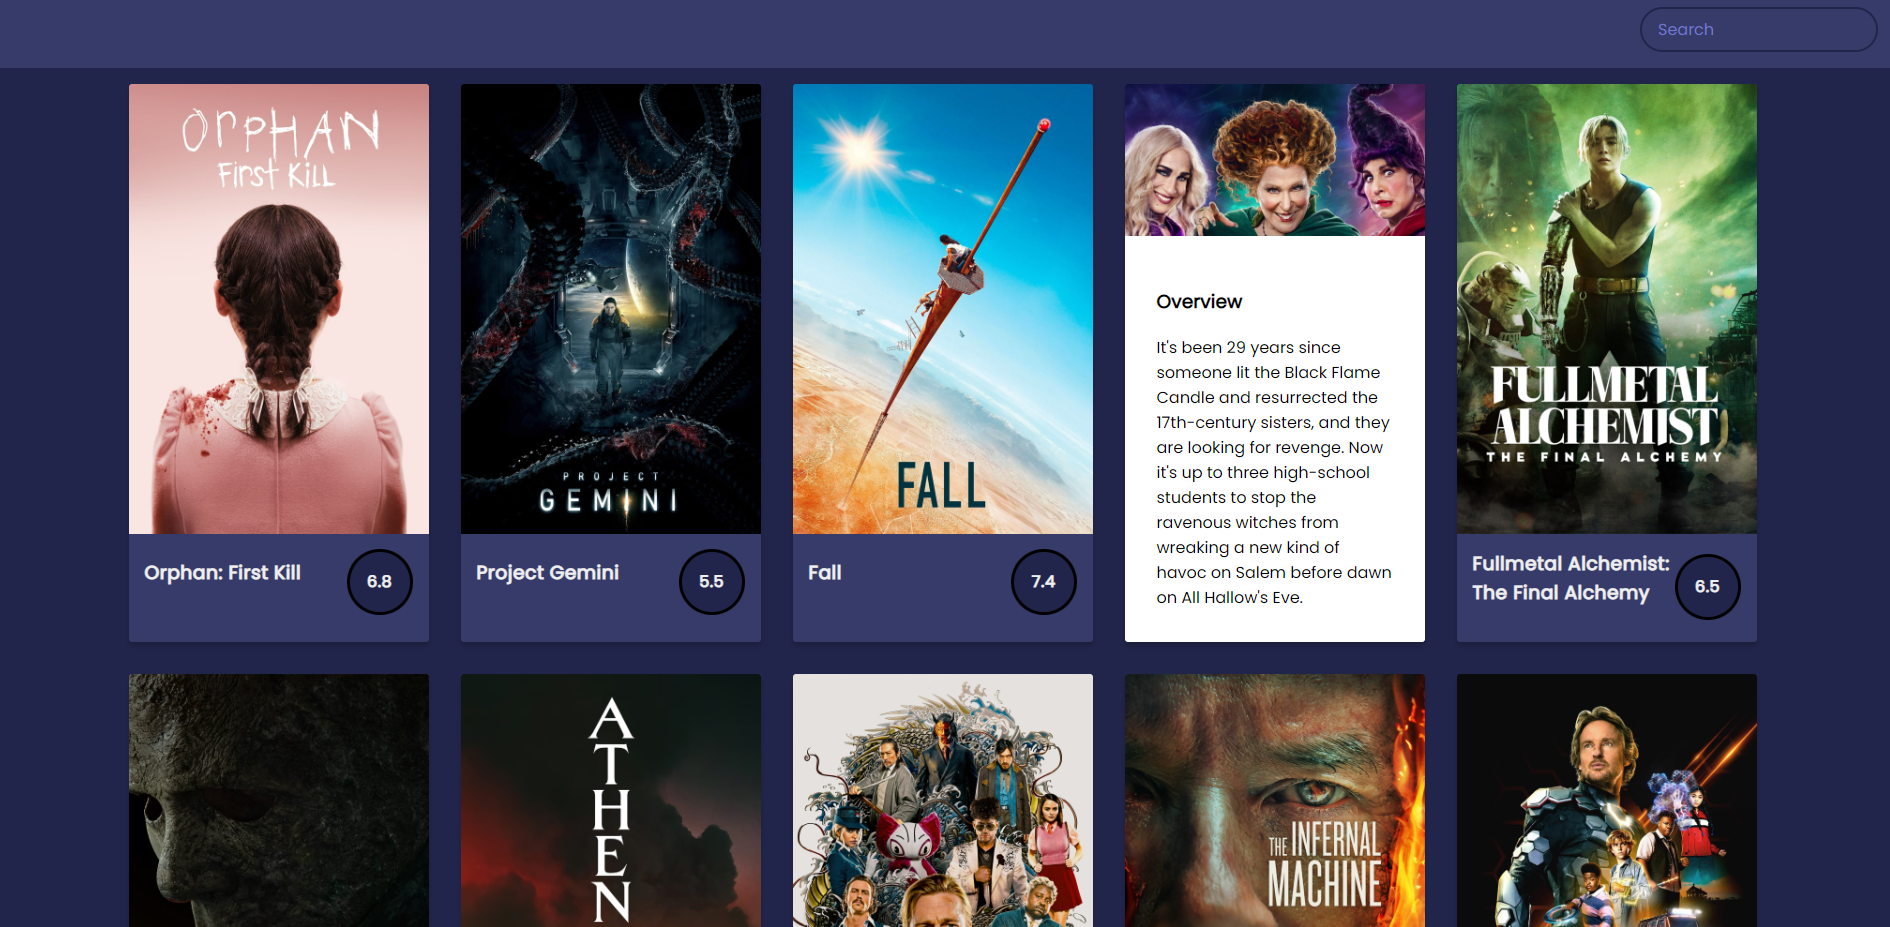 Search
ORPHAN
First Kill
PROJECT
GEMINI
FALL
Overview
It's been 29 years since
someone lit the Black Flame
Candle and resurrected the
17th-century sisters, and they
are looking for revenge. Now
it's up to three high-school
students to stop the
ravenous witches from
wreaking a new kind of
havoc on Salem before dawn
on All Hallow's Eve.
FULLMETAL
ALCHEMIST
THE FINAL ALCHEMY
Orphan: First Kill
6.8
Project Gemini
5.5
Fall
7.4
Fullmetal Alchemist:
The Final Alchemy
6.5
ATHEN
THE INFERNAL
MACHINE